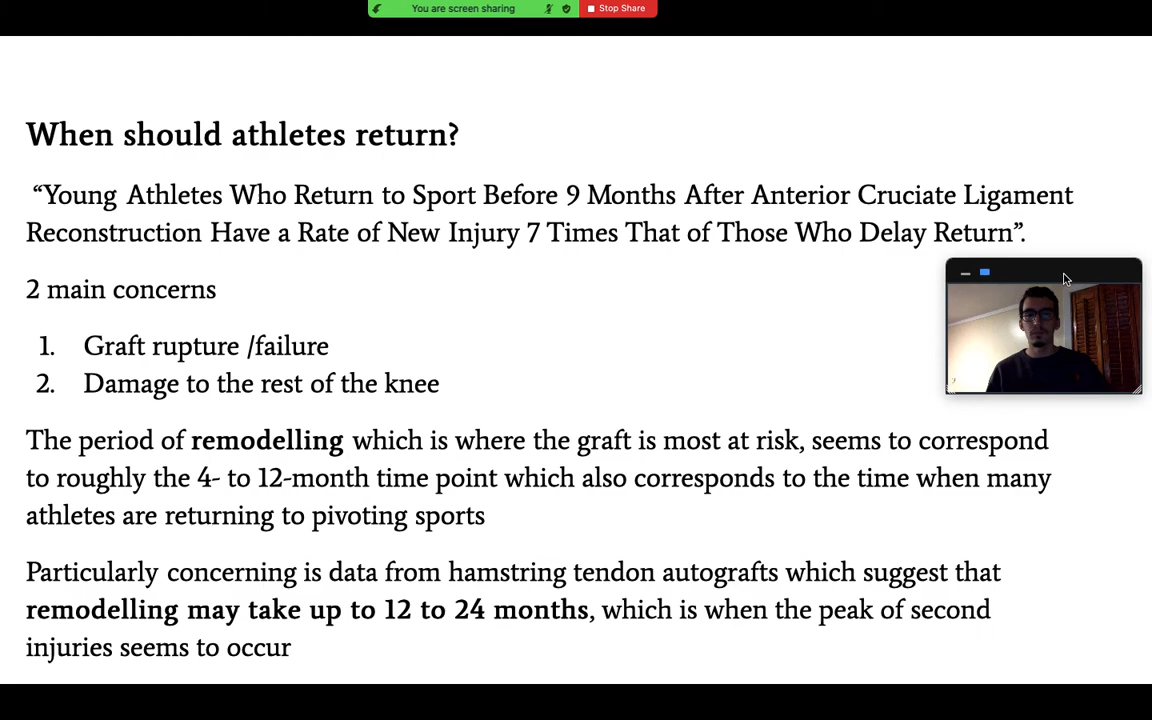 You are screen sharing
Stop Share
When should athletes return?
“Young Athletes Who Return to Sport Before 9 Months After Anterior Cruciate Ligament
Reconstruction Have a Rate of New Injury 7 Times That of Those Who Delay Return”.
2 main concerns
1. Graft rupture /failure
2. Damage to the rest of the knee
The period of remodelling which is where the graft is most at risk, seems to correspond
to roughly the 4- to 12-month time point which also corresponds to the time when many
athletes are returning to pivoting sports
Particularly concerning is data from hamstring tendon autografts which suggest that
remodelling may take up to 12 to 24 months, which is when the peak of second
injuries seems to occur